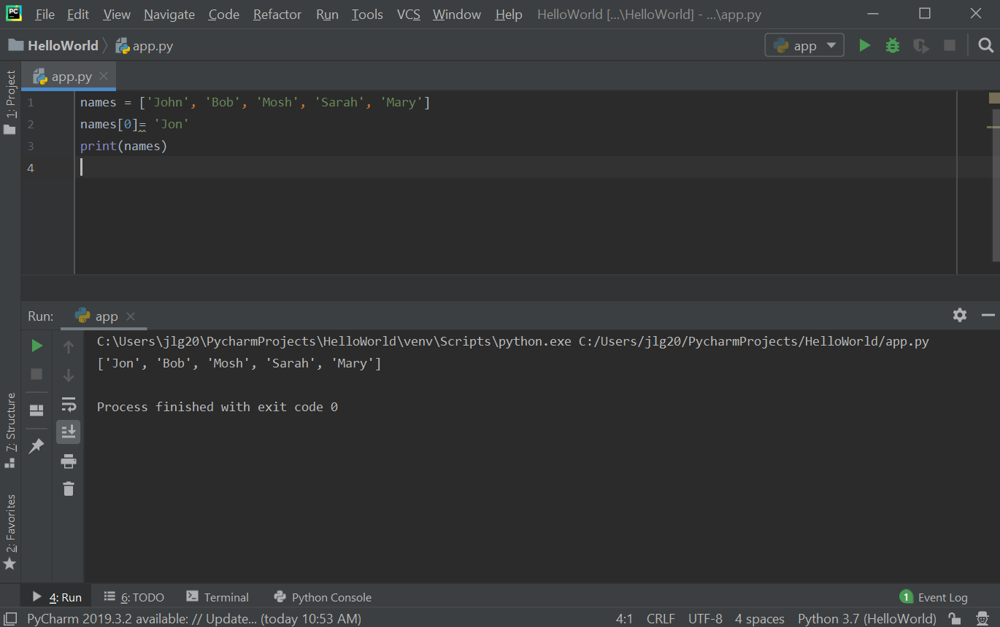 PC File Edit View Navigate Code Refactor Run Tools VCS Window Help HelloWorld [...\HelloWorld] - ...\app.py
HelloWorld app.py app
1: Project
app.py
1 names = ['John', 'Bob', 'Mosh', 'Sarah', 'Mary']
2 names[0]= 'Jon'
3 print(names)
4
Run: app
C:\Users\jlg20\PycharmProjects\HelloWorld\venv\Scripts\python.exe C:/Users/jlg20/PycharmProjects/HelloWorld/app.py
['Jon', 'Bob', 'Mosh', 'Sarah', 'Mary']
Process finished with exit code 0
7: Structure
2: Favorites
4: Run 6: TODO Terminal Python Console 1 Event Log
PyCharm 2019.3.2 available: // Update... (today 10:53 AM) 4:1 CRLF UTF-8 4 spaces Python 3.7 (HelloWorld)